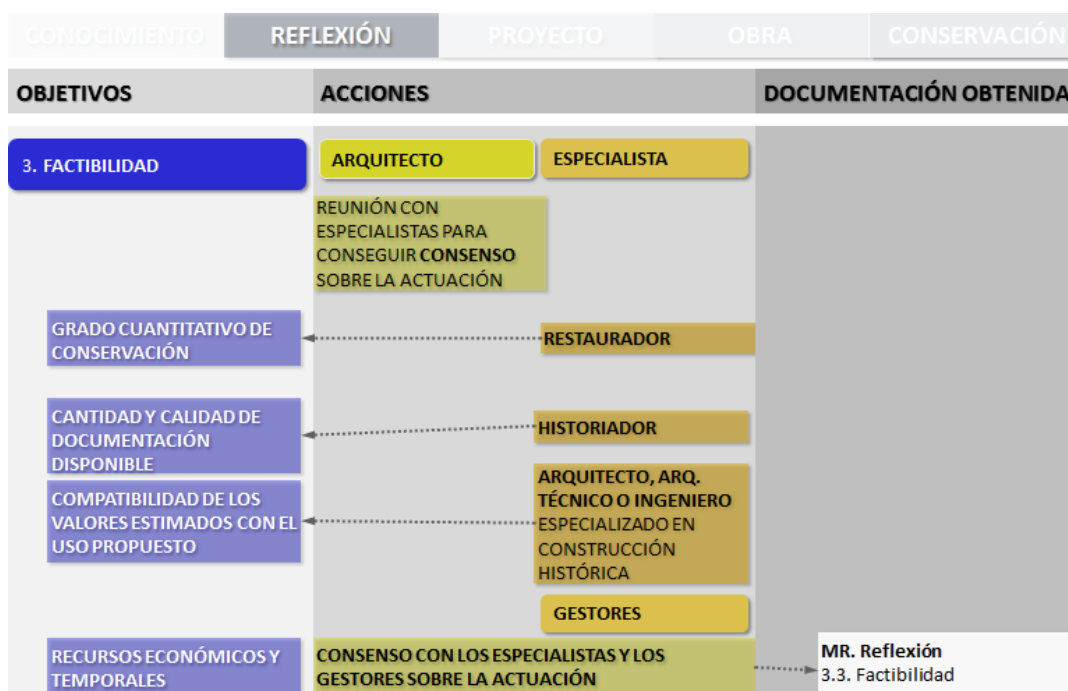 CONOCIMIENTO REFLEXIÓN PROYECTO OBRA CONSERVACIÓN
OBJETIVOS ACCIONES DOCUMENTACIÓN OBTENIDA
3. FACTIBILIDAD
ARQUITECTO
ESPECIALISTA
REUNIÓN CON
ESPECIALISTAS PARA
CONSEGUIR CONSENSO
SOBRE LA ACTUACIÓN
GRADO CUANTITATIVO DE
CONSERVACIÓN
RESTAURADOR
CANTIDAD Y CALIDAD DE
DOCUMENTACIÓN
DISPONIBLE
HISTORIADOR
COMPATIBILIDAD DE LOS
VALORES ESTIMADOS CON EL
USO PROPUESTO
ARQUITECTO, ARQ.
TÉCNICO O INGENIERO
ESPECIALIZADO EN
CONSTRUCCIÓN
HISTÓRICA
GESTORES
RECURSOS ECONÓMICOS Y
TEMPORALES
CONSENSO CON LOS ESPECIALISTAS Y LOS
GESTORES SOBRE LA ACTUACIÓN
MR. Reflexión
3.3. Factibilidad